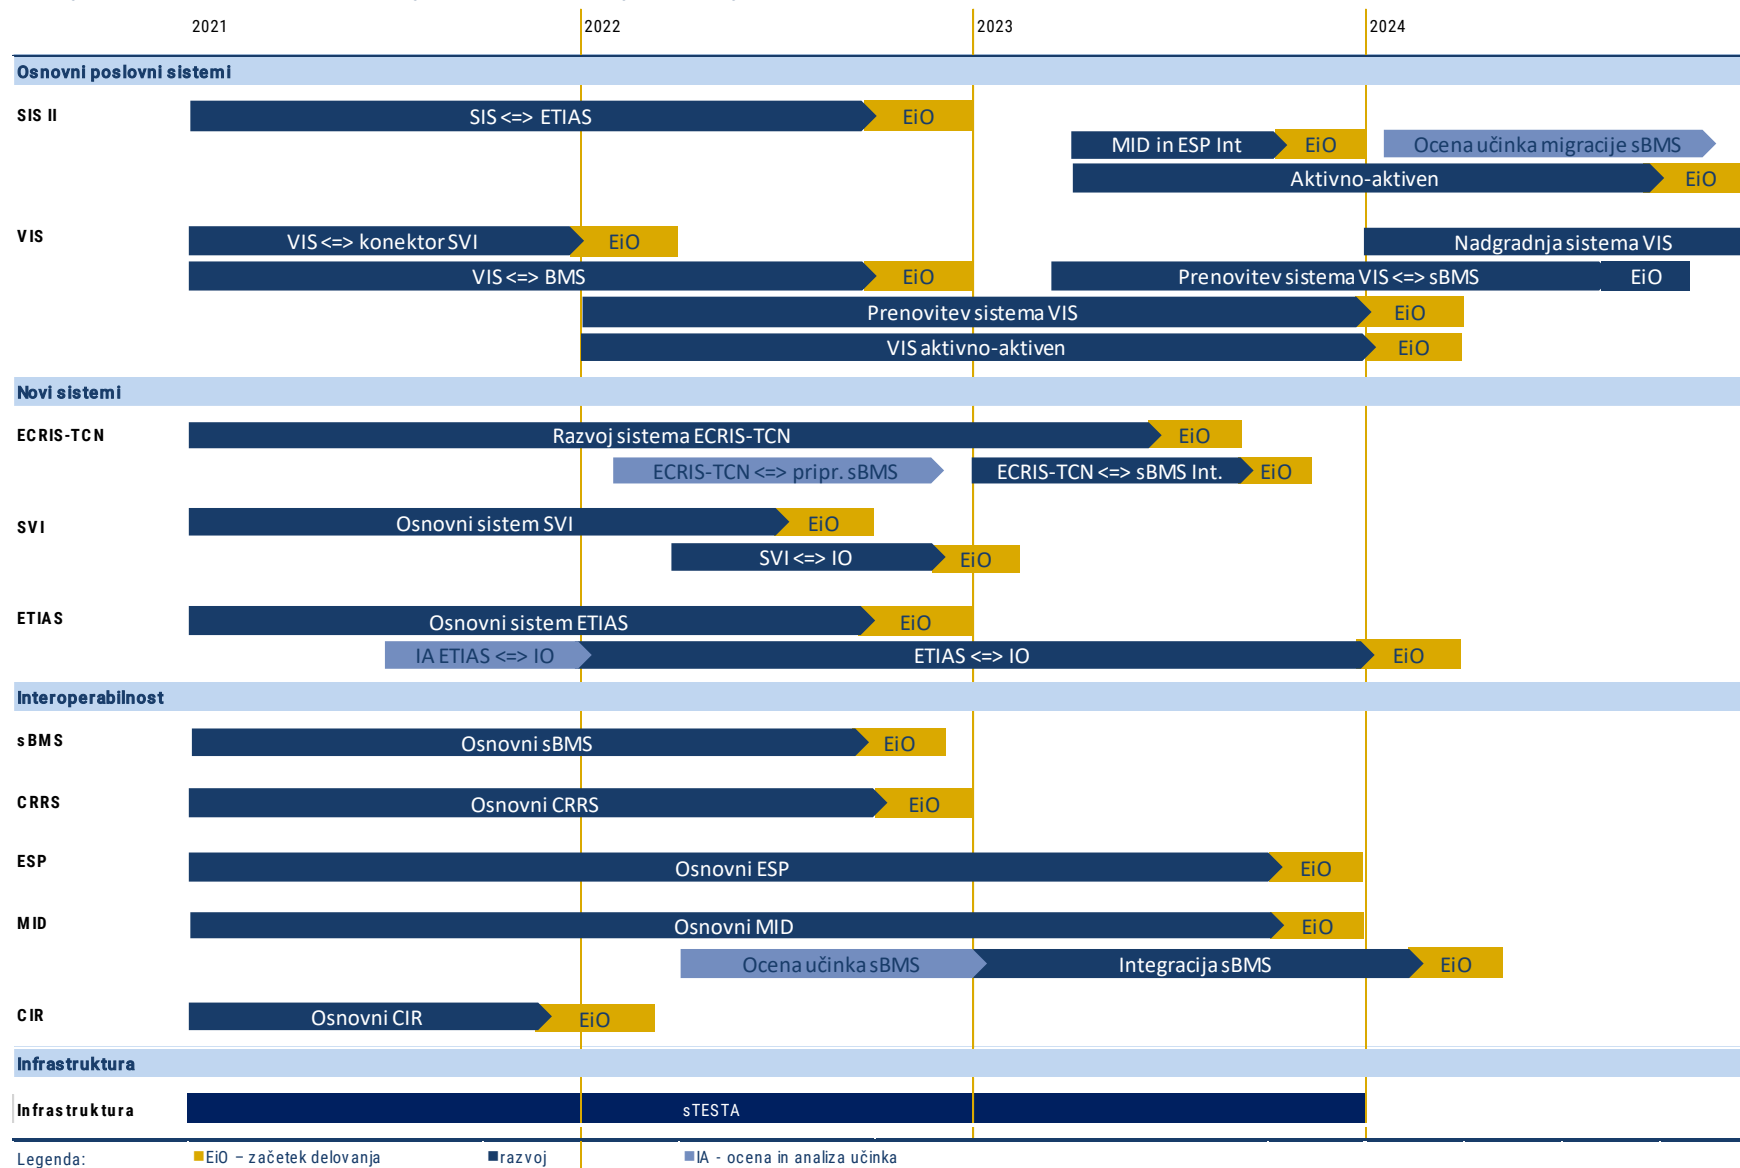 2021 2022 2023 2024
Osnovni poslovni sistemi
SIS II
SIS <=> ETIAS EiO
MID in ESP Int EiO Ocena učinka migracije sBMS
Aktivno-aktiven EiO
VIS
VIS <=> konektor SVI EiO Nadgradnja sistema VIS
VIS <=> BMS EiO Prenovitev sistema VIS <=> sBMS EiO
Prenovitev sistema VIS EiO
VIS aktivno-aktiven EiO
Novi sistemi
ECRIS-TCN
Razvoj sistema ECRIS-TCN EiO
ECRIS-TCN <=> pripr. sBMS ECRIS-TCN <=> sBMS Int. EiO
SVI
Osnovni sistem SVI EiO
SVI <=> IO EiO
ETIAS
Osnovni sistem ETIAS EiO
IA ETIAS <=> IO ETIAS <=> IO EiO
Interoperabilnost
sBMS
Osnovni sBMS EiO
CRRS
Osnovni CRRS EiO
ESP
Osnovni ESP EiO
MID
Osnovni MID EiO
Ocena učinka sBMS Integracija sBMS EiO
CIR
Osnovni CIR EiO
Infrastruktura
Infrastruktura sTESTA
Legenda: EiO – začetek delovanja razvoj IA - ocena in analiza učinka